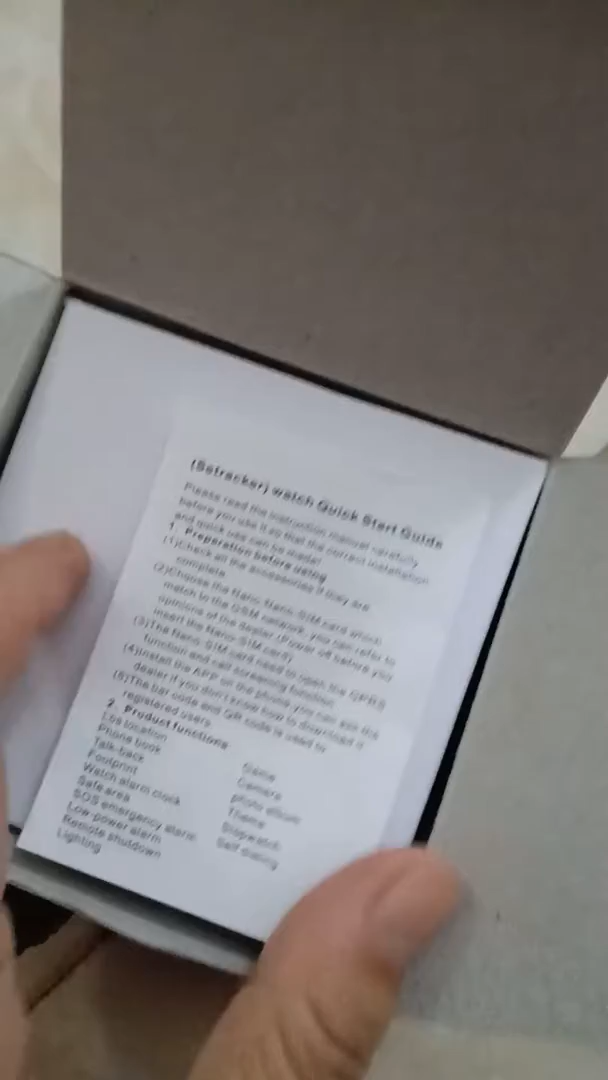 (Setracker) watch Quick Start Guide
Please read the instruction manual carefully
before you use it so that the correct installation
and quick use can be made!
1. Preparation before using
(1)Check all the accessories if they are
complete
(2)Choose the Nano Nano-SIM card which
match to the GSM network, you can refer to
opinions of the dealer (Power off before you
insert the Nano-SIM card)
(3)The Nano-SIM card need to open the GPRS
function and call screening function
(4)Install the APP on the phone, you can ask the
dealer if you don't know how to download it
(5)The bar code and QR code is used to
registered users
2. Product functions
Lbs location
Phone book
Talk-back
Footprint
Watch alarm clock
Safe area
SOS emergency alarm
Low-power alarm
Remote shutdown
Lighting
Game
Camera
photo album
Theme
Stopwatch
Self dialing